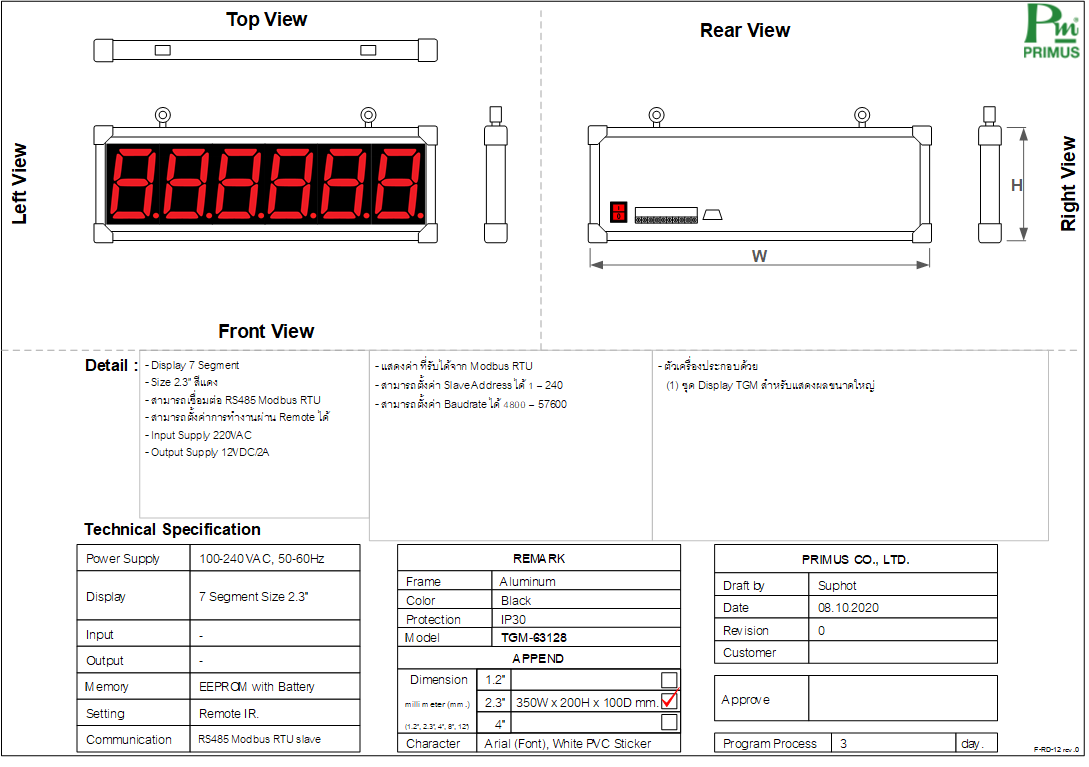 Top View
Rear View
Pm
PRIMUS
Left View
Right View
H
W
Front View
Detail :
- Display 7 Segment
- Size 2.3" สีแดง
- สามารถเชื่อมต่อ RS485 Modbus RTU
- สามารถตั้งค่าการทำงานผ่าน Remote ได้
- Input Supply 220VAC
- Output Supply 12VDC/2A
- แสดงค่า ที่รับได้จาก Modbus RTU
- สามารถตั้งค่า Slave Address ได้ 1 – 240
- สามารถตั้งค่า Baudrate ได้ 4800 – 57600
- ตัวเครื่องประกอบด้วย
(1) ชุด Display TGM สำหรับแสดงผลขนาดใหญ่
Technical Specification
Power Supply 100-240 VAC, 50-60Hz
Display 7 Segment Size 2.3"
Input -
Output -
Memory EEPROM with Battery
Setting Remote IR.
Communication RS485 Modbus RTU slave
REMARK
Frame Aluminum
Color Black
Protection IP30
Model TGM-63128
APPEND
Dimension 1.2"
millimeter (mm.) 2.3" 350W x 200H x 100D mm.
(1.2", 2.3", 4", 8", 12") 4"
Character Arial (Font), White PVC Sticker
PRIMUS CO., LTD.
Draft by Suphot
Date 08.10.2020
Revision 0
Customer
Approve
Program Process 3 day.
F-RD-12 rev.0